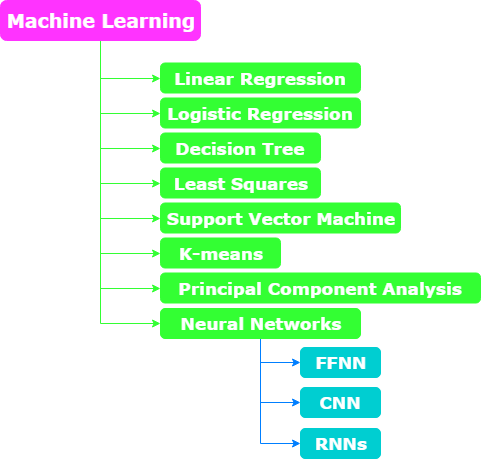 Machine Learning
Linear Regression
Logistic Regression
Decision Tree
Least Squares
Support Vector Machine
K-means
Principal Component Analysis
Neural Networks
FFNN
CNN
RNNs